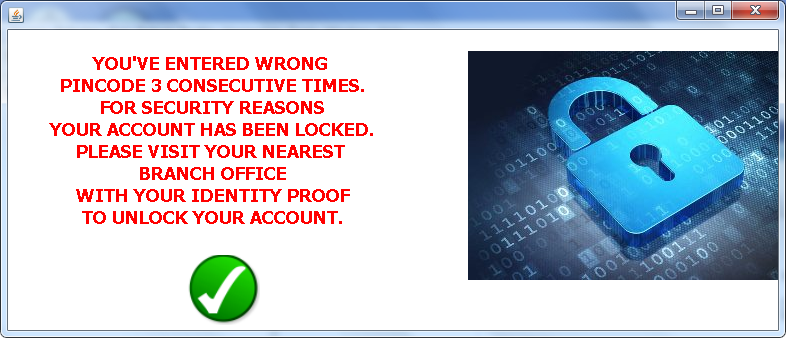 YOU'VE ENTERED WRONG
PINCODE 3 CONSECUTIVE TIMES.
FOR SECURITY REASONS
YOUR ACCOUNT HAS BEEN LOCKED.
PLEASE VISIT YOUR NEAREST
BRANCH OFFICE
WITH YOUR IDENTITY PROOF
TO UNLOCK YOUR ACCOUNT.